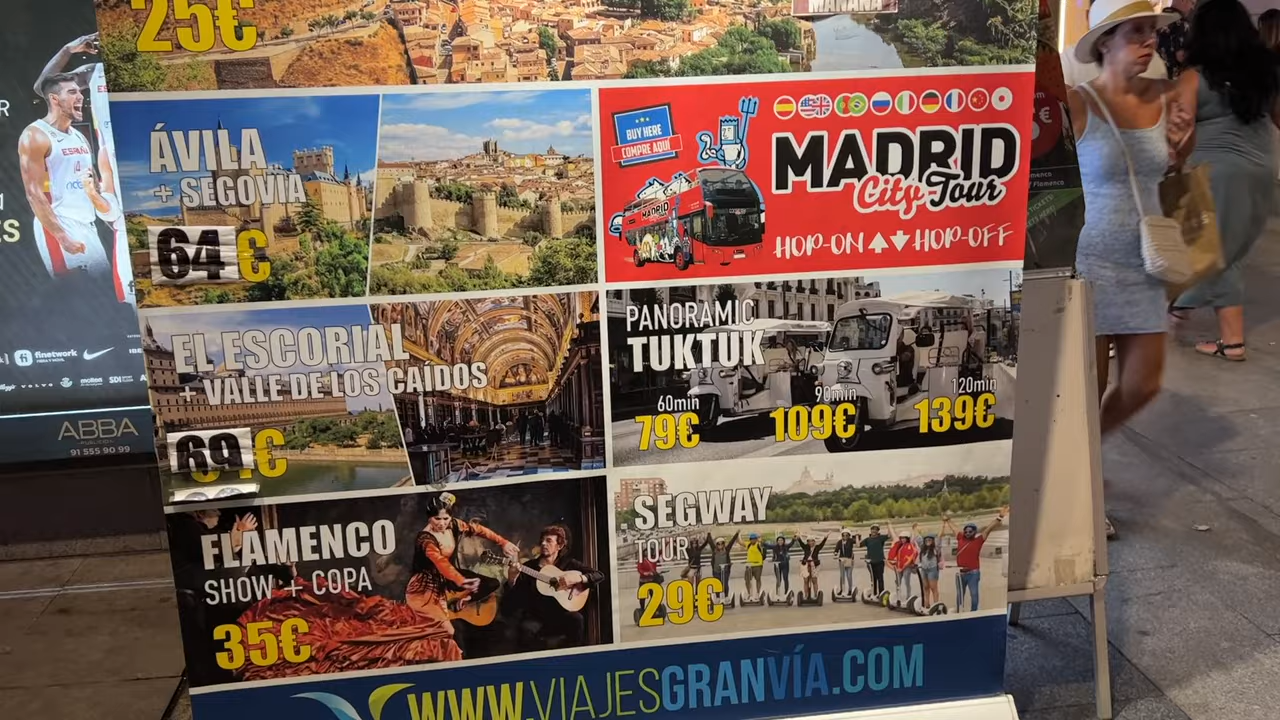 25€
MAÑANA
ÁVILA
+ SEGOVIA
64 €
BUY HERE
COMPRE AQUÍ
MADRID
MADRID
City Tour
HOP-ON HOP-OFF
EL ESCORIAL
+ VALLE DE LOS CAÍDOS
69 €
PANORAMIC
TUKTUK
60min
79€
90min
109€
120min
139€
FLAMENCO
SHOW + COPA
35€
SEGWAY
TOUR
29€
WWW.VIAJESGRANVÍA.COM
ESPAÑA
finetwork
ABBA
91 555 90 99